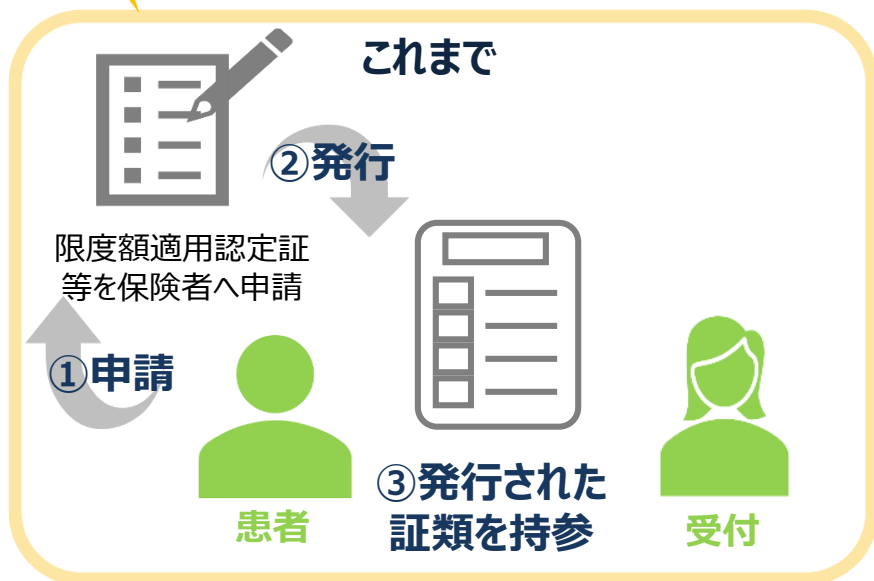 これまで
②発行
限度額適用認定証
等を保険者へ申請
①申請
③発行された
証類を持参
患者
受付